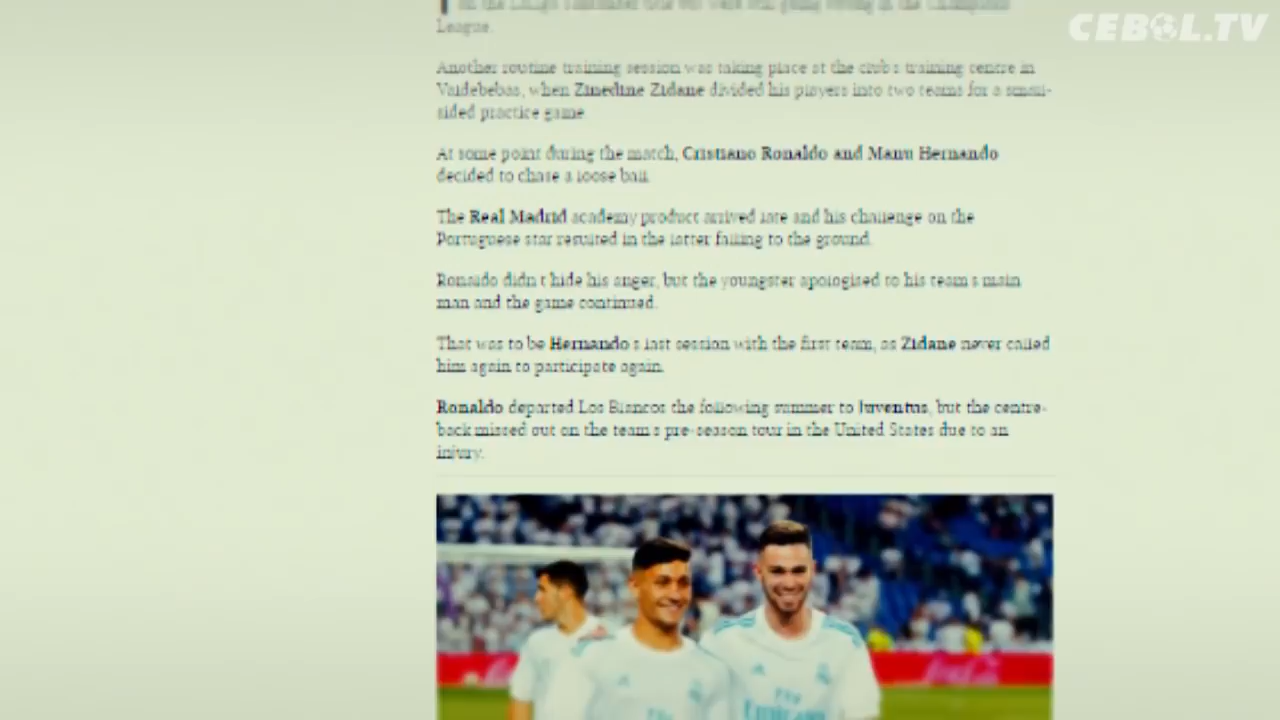 CEBOL.TV
League.
Another routine training session was taking place at the club's training centre in
Valdebebas, when Zinedine Zidane divided his players into two teams for a small-
sided practice game.
At some point during the match, Cristiano Ronaldo and Manu Hernando
decided to chase a loose ball.
The Real Madrid academy product arrived late and his challenge on the
Portuguese star resulted in the latter falling to the ground.
Ronaldo didn't hide his anger, but the youngster apologised to his team's main
man and the game continued.
That was to be Hernando's last session with the first team, as Zidane never called
him again to participate again.
Ronaldo departed Los Blancos the following summer to Juventus, but the centre-
back missed out on the team's pre-season tour in the United States due to an
injury.
Fly
Fly
Emirates